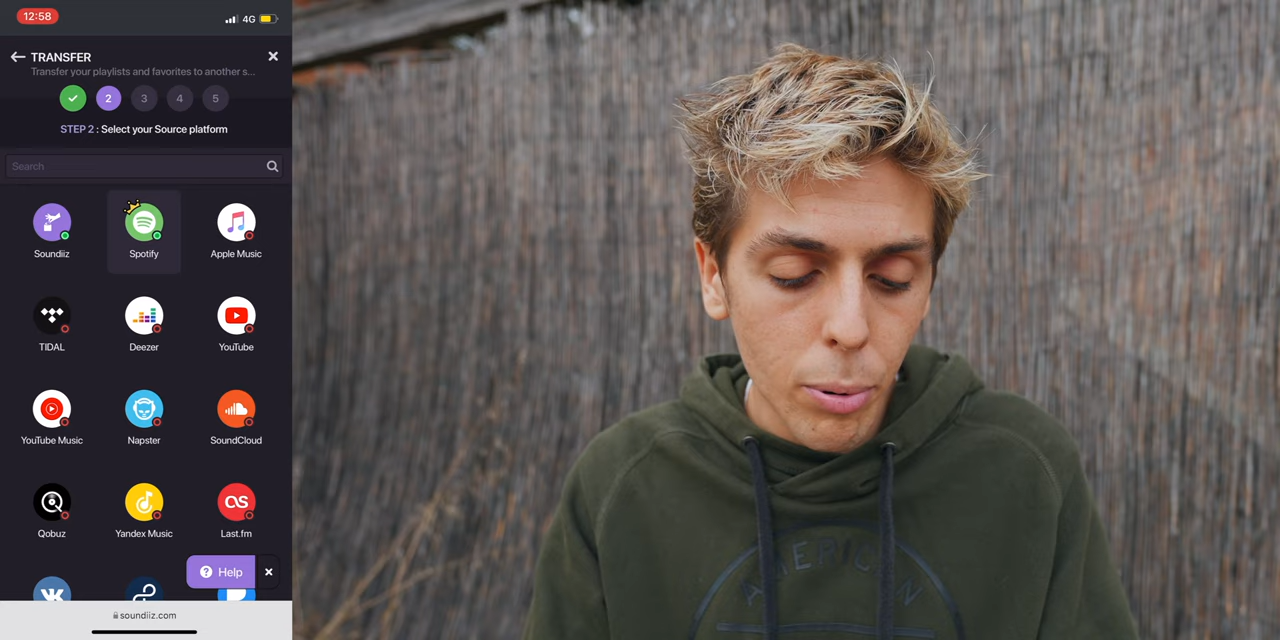 12:58
4G
TRANSFER
Transfer your playlists and favorites to another s...
2 3 4 5
STEP 2 : Select your Source platform
Search
Soundiiz Spotify Apple Music
TIDAL Deezer YouTube
YouTube Music Napster SoundCloud
Qobuz Yandex Music Last.fm
Help
soundiiz.com
AMERICAN